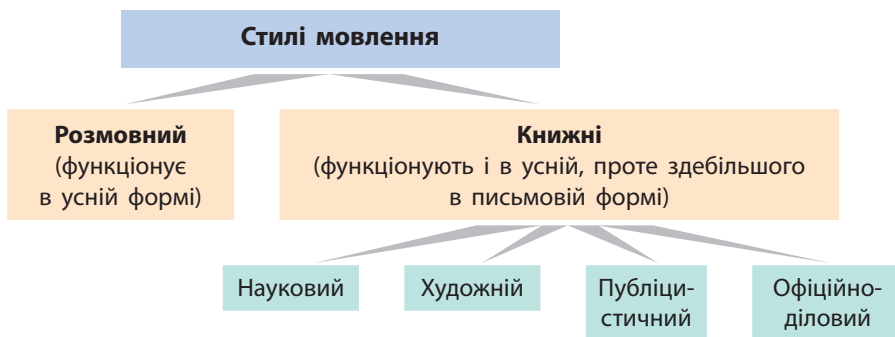 Стилі мовлення
Розмовний
(функціонує
в усній формі)
Книжні
(функціонують і в усній, проте здебільшого
в письмовій формі)
Науковий
Художній
Публіци-
стичний
Офіційно-
діловий